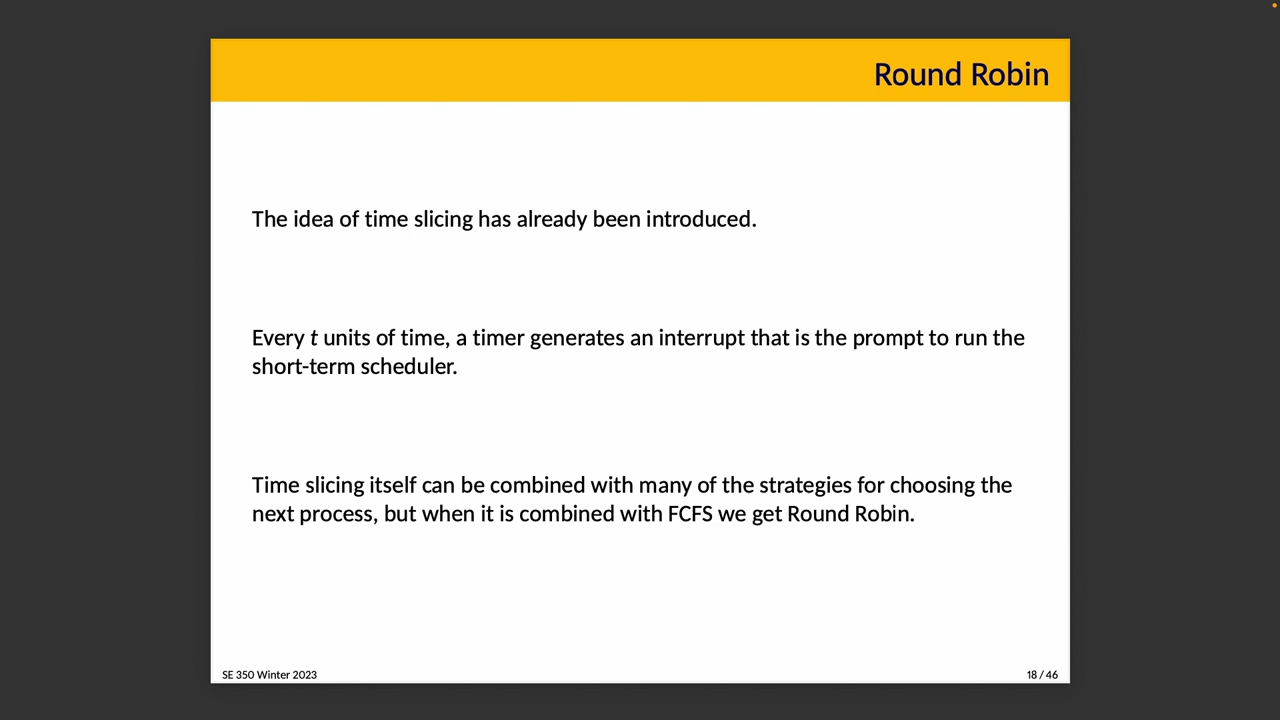 Round Robin
The idea of time slicing has already been introduced.
Every t units of time, a timer generates an interrupt that is the prompt to run the
short-term scheduler.
Time slicing itself can be combined with many of the strategies for choosing the
next process, but when it is combined with FCFS we get Round Robin.
SE 350 Winter 2023
18 / 46